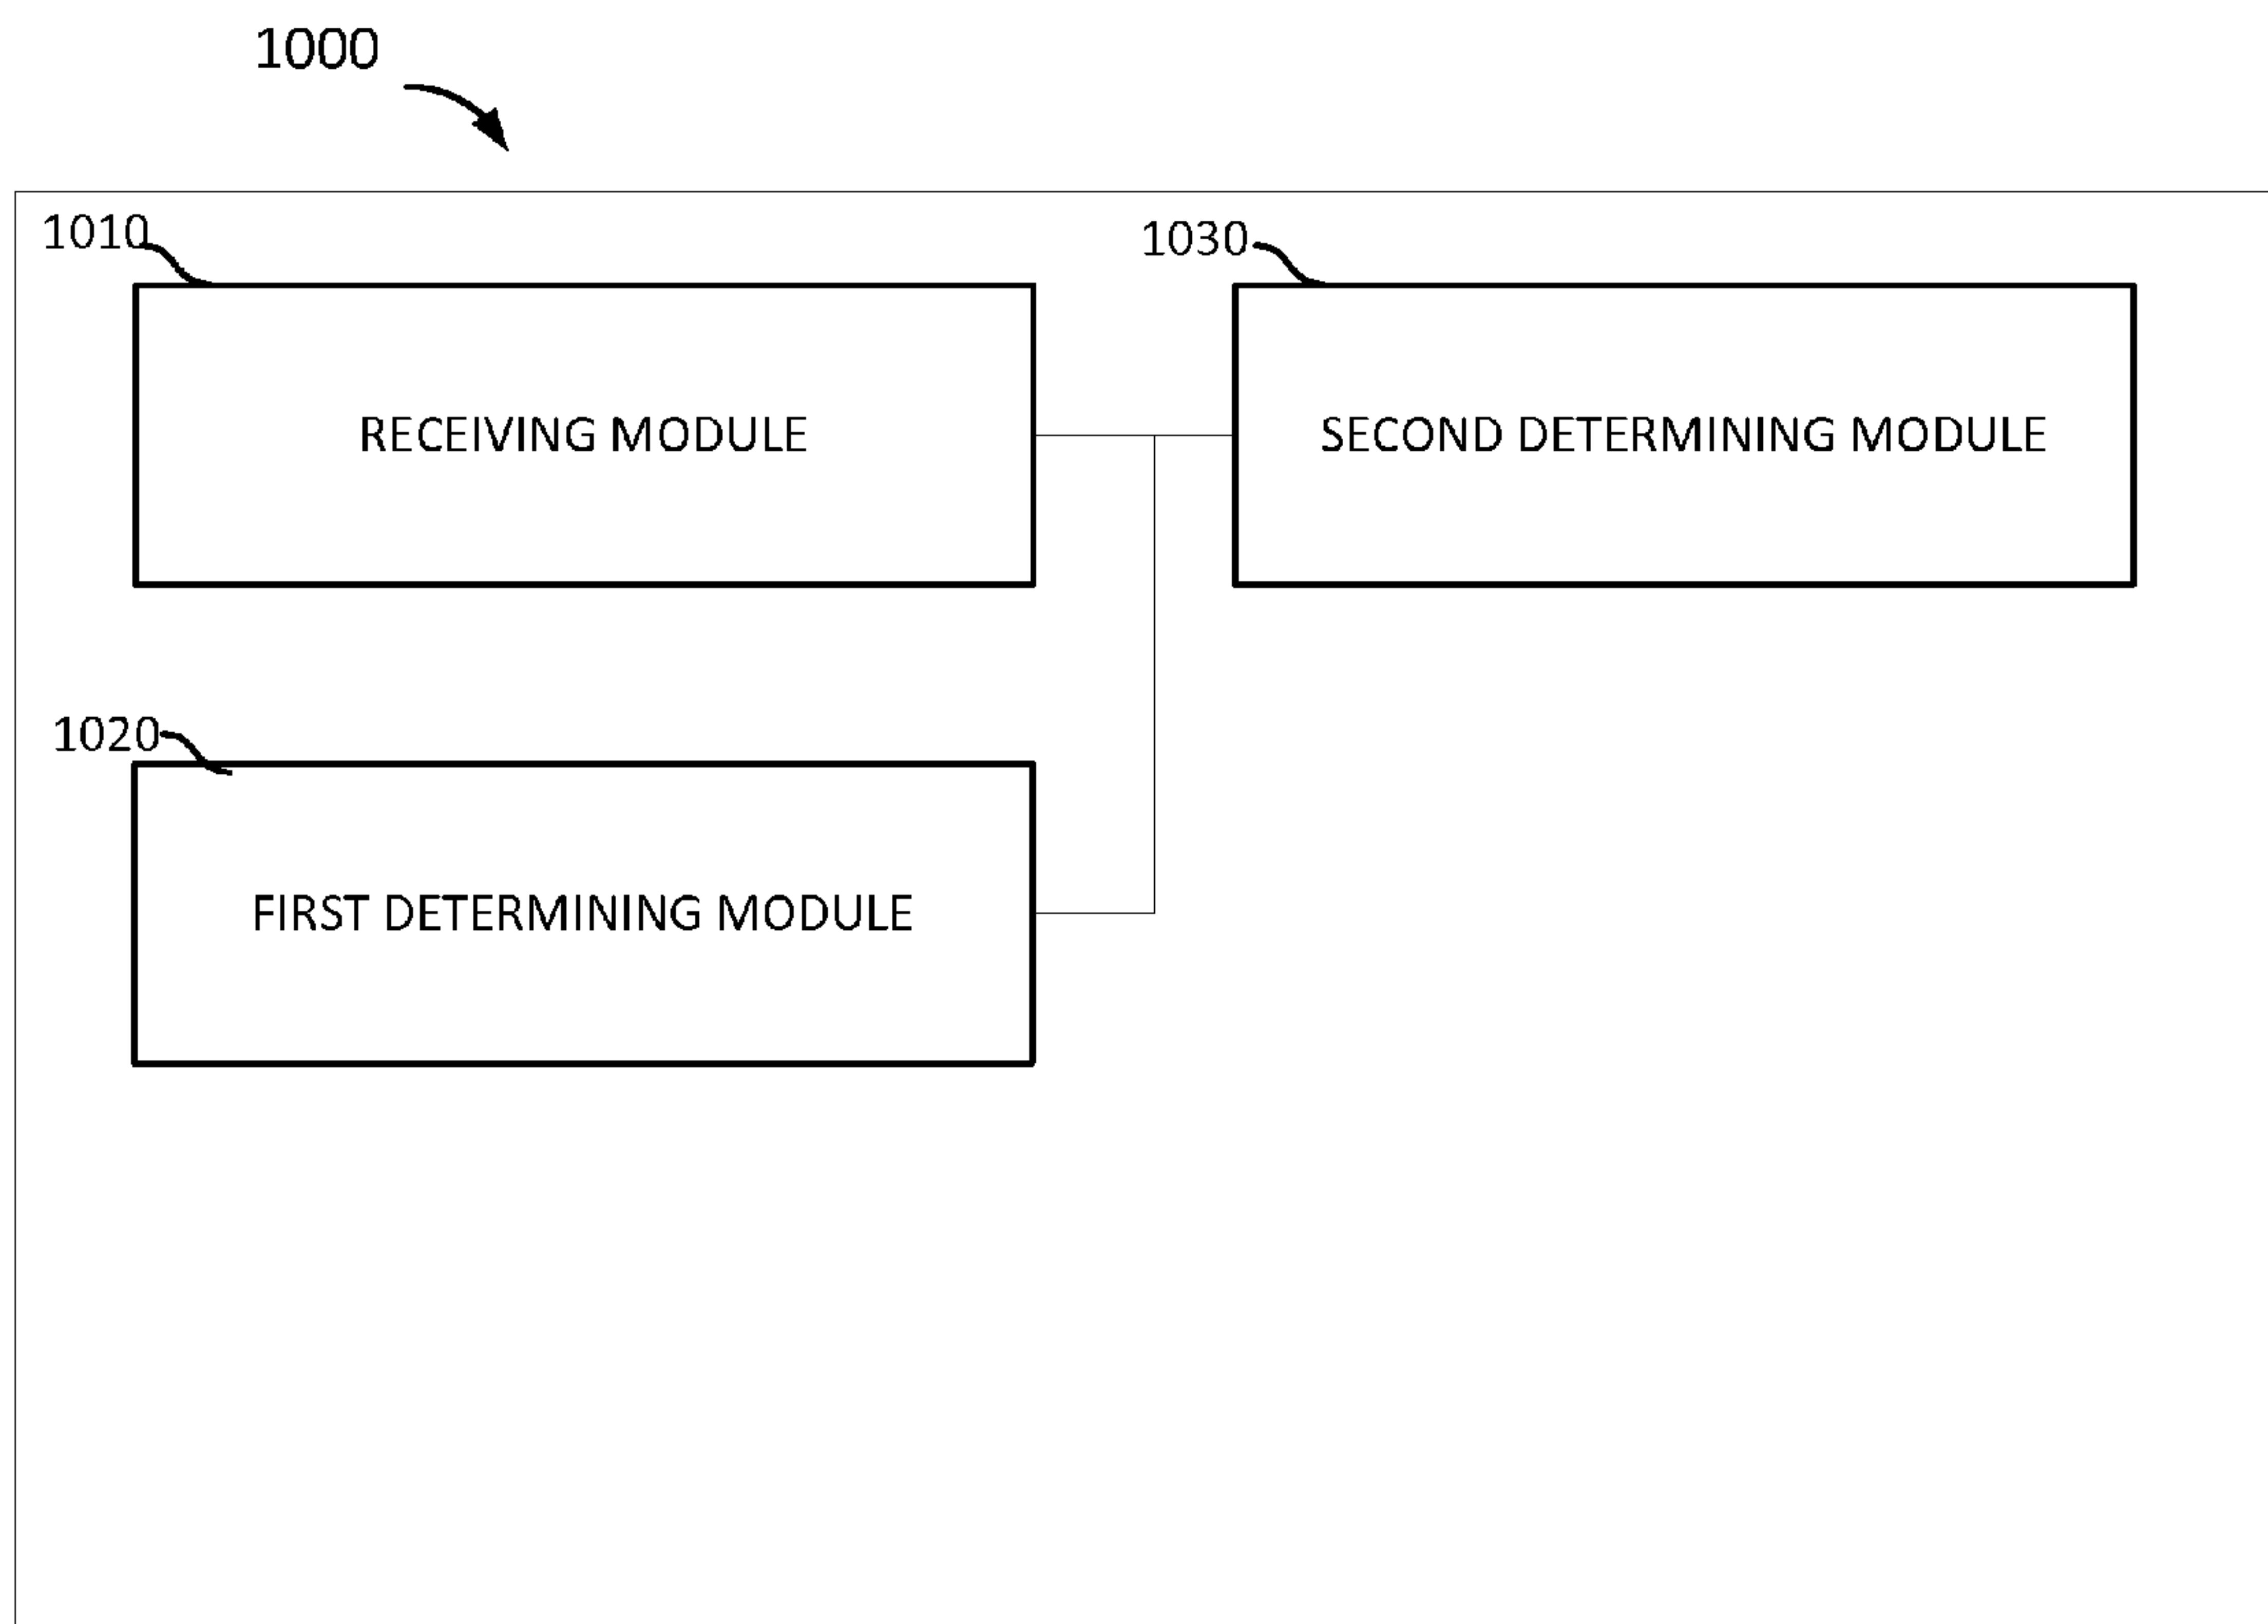 1000
1010
1030
RECEIVING MODULE
SECOND DETERMINING MODULE
1020
FIRST DETERMINING MODULE